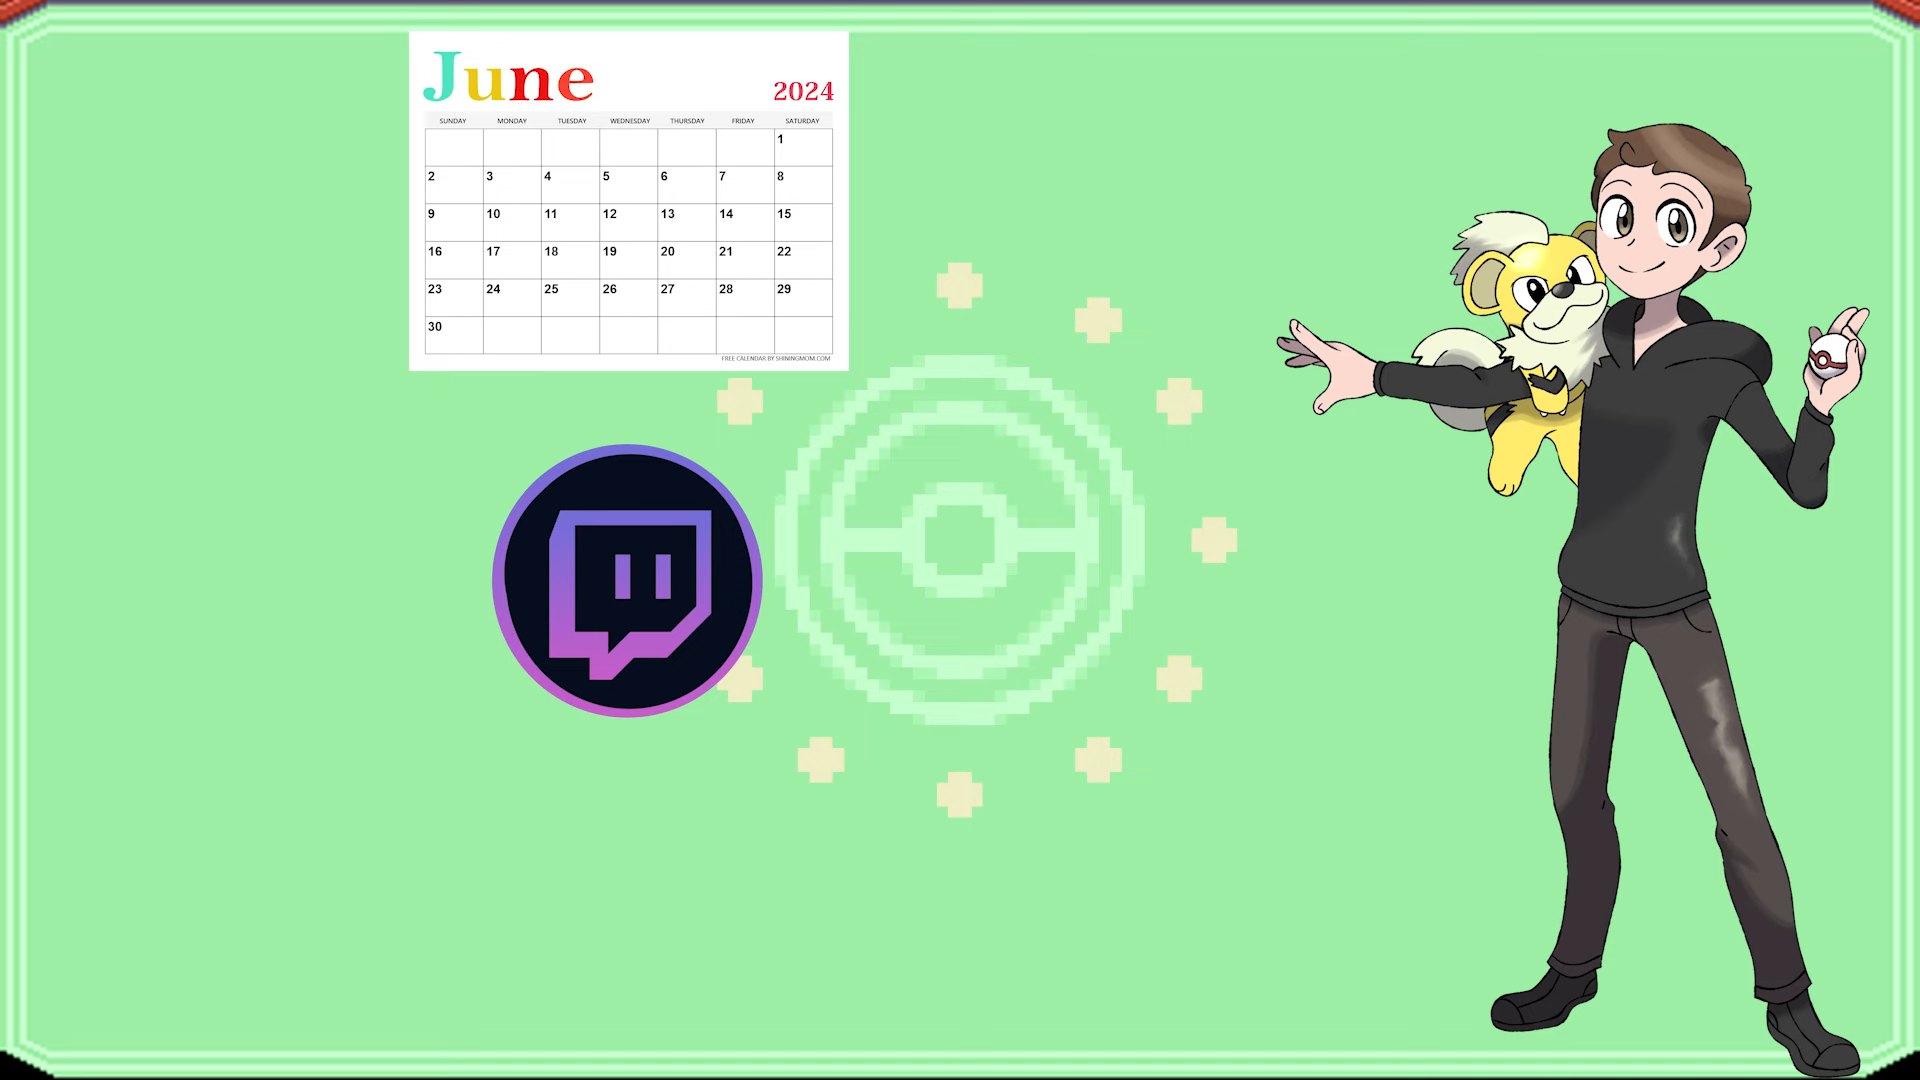 June
2024
SUNDAY MONDAY TUESDAY WEDNESDAY THURSDAY FRIDAY SATURDAY
1
2 3 4 5 6 7 8
9 10 11 12 13 14 15
16 17 18 19 20 21 22
23 24 25 26 27 28 29
30
FREE CALENDAR BY SHININGMOM.COM